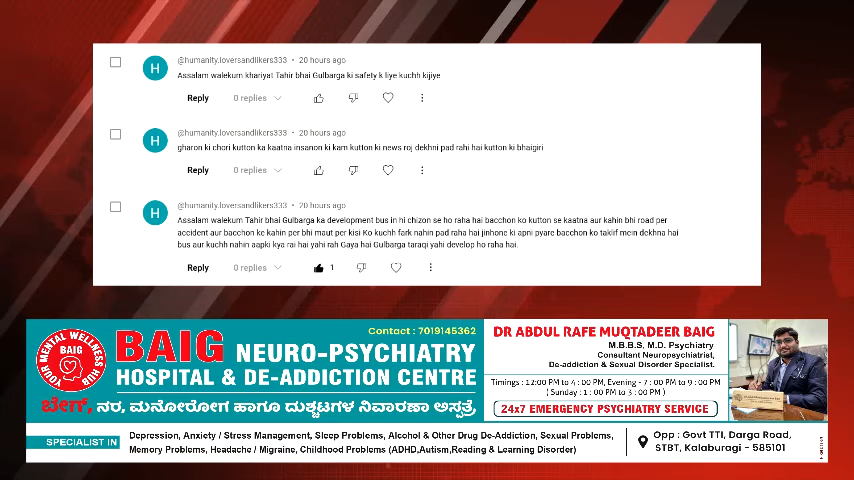 H
@humanity.loversandlikers333 • 20 hours ago
Assalam walekum khariyat Tahir bhai Gulbarga ki safety k liye kuchh kijiye
Reply 0 replies
H
@humanity.loversandlikers333 • 20 hours ago
gharon ki chori kutton ka kaatna insanon ki kam kutton ki news roj dekhni pad rahi hai kutton ki bhaigiri
Reply 0 replies
H
@humanity.loversandlikers333 • 20 hours ago
Assalam walekum Tahir bhai Gulbarga ka development bus in hi chizon se ho raha hai bacchon ko kutton se kaatna aur kahin bhi road per
accident aur bacchon ke kahin per bhi maut per kisi Ko kuchh fark nahin pad raha hai jinhone ki apni pyare bacchon ko taklif mein dekhna hai
bus aur kuchh nahin aapki kya rai hai yahi rah Gaya hai Gulbarga taraqi yahi develop ho raha hai.
Reply 0 replies 1
YOUR MENTAL WELLNESS HUB
BAIG
Contact : 7019145362
BAIG NEURO-PSYCHIATRY
HOSPITAL & DE-ADDICTION CENTRE
ಬೇಗ್, ನರ, ಮನೋರೋಗ ಹಾಗೂ ದುಶ್ಚಟಗಳ ನಿವಾರಣಾ ಆಸ್ಪತ್ರೆ
DR ABDUL RAFE MUQTADEER BAIG
M.B.B.S, M.D. Psychiatry
Consultant Neuropsychiatrist,
De-addiction & Sexual Disorder Specialist.
Timings : 12:00 PM to 4 : 00 PM, Evening - 7 : 00 PM to 9 : 00 PM
( Sunday : 1 : 00 PM to 3 : 00 PM )
24x7 EMERGENCY PSYCHIATRY SERVICE
SPECIALIST IN
Depression, Anxiety / Stress Management, Sleep Problems, Alcohol & Other Drug De-Addiction, Sexual Problems,
Memory Problems, Headache / Migraine, Childhood Problems (ADHD,Autism,Reading & Learning Disorder)
Opp : Govt TTI, Darga Road,
STBT, Kalaburagi - 585101